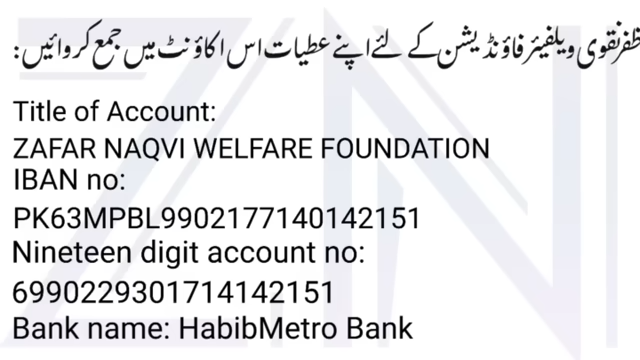 ظفر نقوی ویلفیئر فاؤنڈیشن کے لئے اپنے عطیات اس اکاؤنٹ میں جمع کروائیں:
Title of Account:
ZAFAR NAQVI WELFARE FOUNDATION
IBAN no:
PK63MPBL9902177140142151
Nineteen digit account no:
6990229301714142151
Bank name: HabibMetro Bank